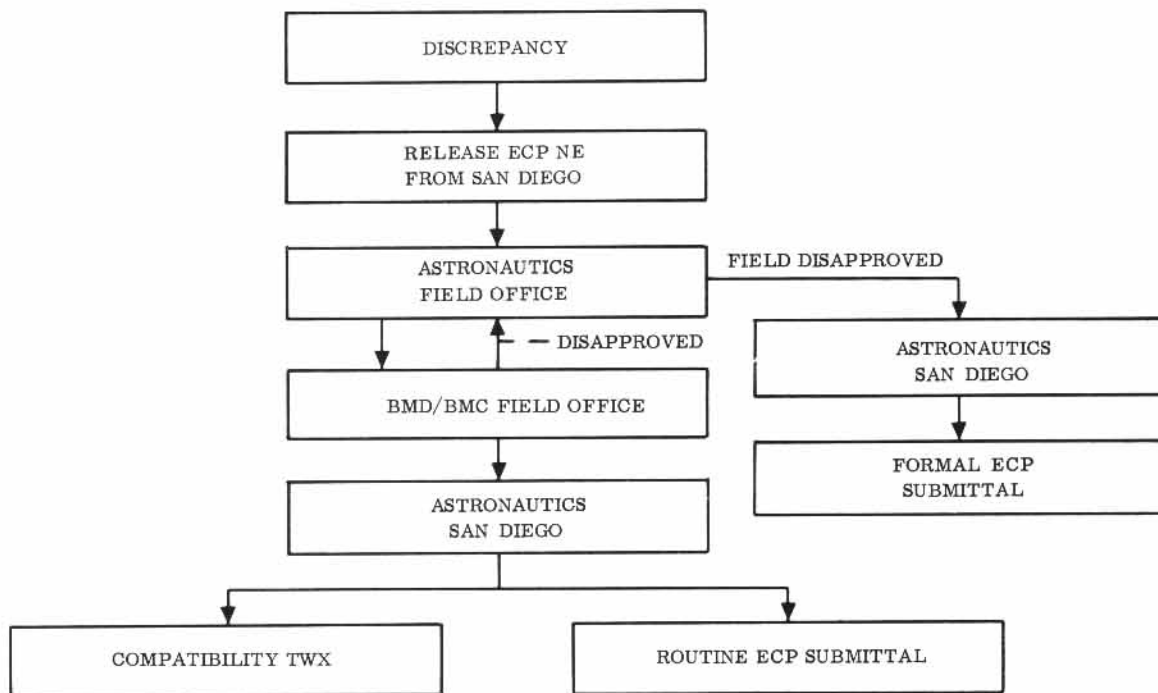 DISCREPANCY
RELEASE ECP NE
FROM SAN DIEGO
ASTRONAUTICS
FIELD OFFICE
FIELD DISAPPROVED
DISAPPROVED
ASTRONAUTICS
SAN DIEGO
BMD/BMC FIELD OFFICE
FORMAL ECP
SUBMITTAL
ASTRONAUTICS
SAN DIEGO
COMPATIBILITY TWX
ROUTINE ECP SUBMITTAL